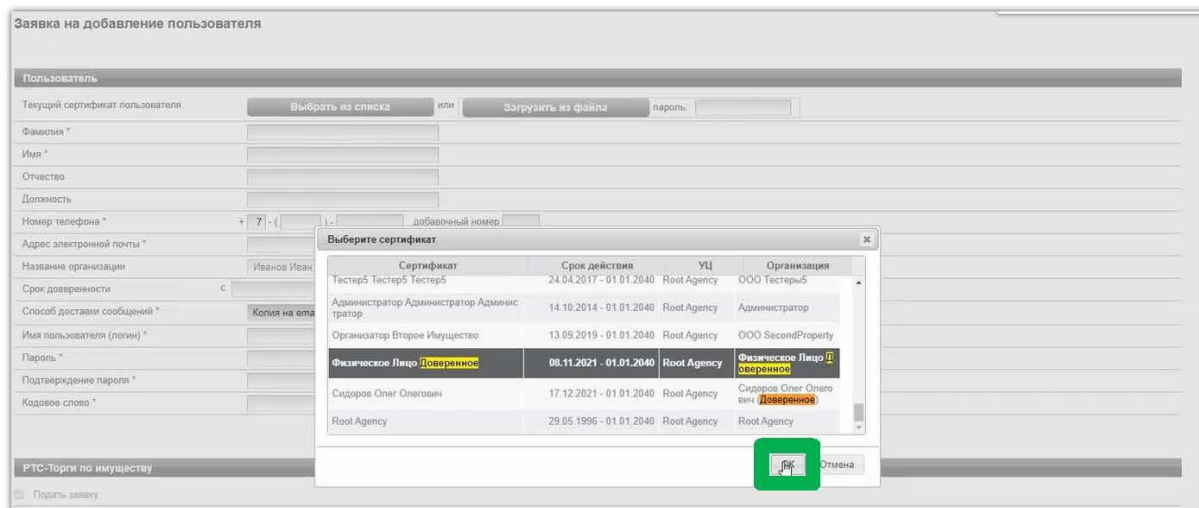 Заявка на добавление пользователя
Пользователь
Текущий сертификат пользователя Выбрать из списка или Загрузить из файла пароль:
Фамилия *
Имя *
Отчество
Должность
Номер телефона * + 7 - ( ) - добавочный номер
Адрес электронной почты *
Название организации Иванов Иван
Срок доверенности с
Способ доставки сообщений * Копия на ema
Имя пользователя (логин) *
Пароль *
Подтверждение пароля *
Кодовое слово *
РТС-Торги по имуществу
Подать заявку
Выберите сертификат
Сертификат Срок действия УЦ Организация
Тестер5 Тестер5 Тестер5 24.04.2017 - 01.01.2040 Root Agency ООО Тестеры5
Администратор Администратор Админис
тратор 14.10.2014 - 01.01.2040 Root Agency Администратор
Организатор Второе Имущество 13.09.2019 - 01.01.2040 Root Agency ООО SecondProperty
Физическое Лицо Доверенное 08.11.2021 - 01.01.2040 Root Agency Физическое Лицо Д
оверенное
Сидоров Олег Олегович 17.12.2021 - 01.01.2040 Root Agency Сидоров Олег Олего
вич (Доверенное)
Root Agency 29.05.1996 - 01.01.2040 Root Agency Root Agency
ОК Отмена